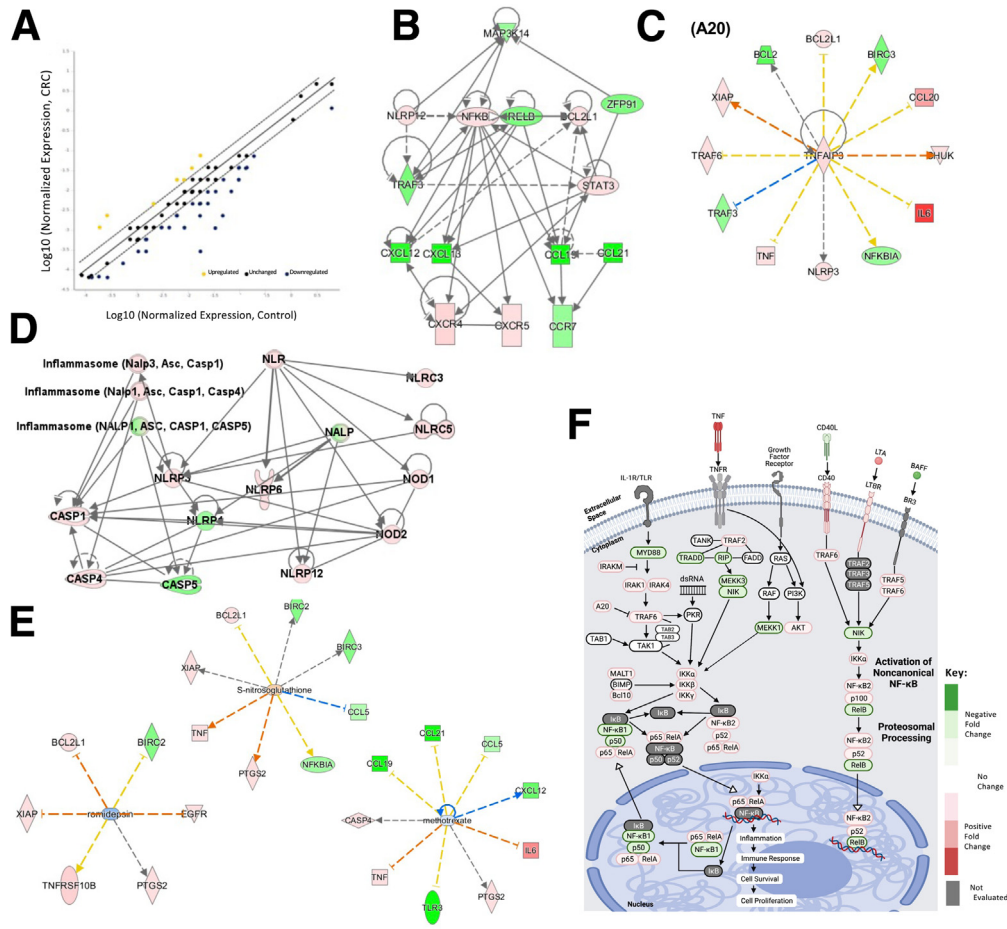 A
Log10 (Normalized Expression, CRC)
Log10 (Normalized Expression, Control)
Upregulated
Unchanged
Downregulated
B
MAP3K14
NLRP12
NFKB
RELB
BCL2L1
ZFP91
TRAF3
STAT3
CXCL12
CXCL13
CCL19
CCL21
CXCR4
CXCR5
CCR7
C
(A20)
BCL2L1
BCL2
BIRC3
XIAP
CCL20
TRAF6
TNFAIP3
CHUK
TRAF3
IL6
TNF
NFKBIA
NLRP3
D
Inflammasome (Nalp3, Asc, Casp1)
NLR
NLRC3
Inflammasome (Nalp1, Asc, Casp1, Casp4)
Inflammasome (NALP1, ASC, CASP1, CASP5)
NALP
NLRC5
NLRP3
NLRP6
NOD1
CASP1
NLRP1
NOD2
CASP4
CASP5
NLRP12
E
BCL2L1
BIRC2
BIRC3
XIAP
S-nitrosoglutathione
CCL5
TNF
PTGS2
NFKBIA
BCL2L1
BIRC2
XIAP
romidepsin
EGFR
TNFRSF10B
PTGS2
CCL21
CCL19
CCL5
CXCL12
CASP4
methotrexate
TNF
IL6
TLR3
PTGS2
F
TNF
CD40L
LTA
BAFF
IL-1R/TLR
TNFR
Growth
Factor
Receptor
CD40
LTBR
BR3
Extracellular
Space
Cytoplasm
MYD88
TANK
TRAF2
TRADD
RIP
FADD
RAS
TRAF6
TRAF2
TRAF3
TRAF5
TRAF5
TRAF6
IRAKM
IRAK1
IRAK4
dsRNA
MEKK3
NIK
RAF
PI3K
A20
TRAF6
PKR
MEKK1
AKT
NIK
TAB1
TAK1
TAB2
TAB3
IKKα
MALT1
BIMP
Bcl10
IKKα
IKKβ
IKKγ
NF-κB2
p100
RelB
Activation of
Noncanonical
NF-κB
Proteosomal
Processing
IκB
NF-κB1
p50
p65 RelA
IκB
IκB
NF-κB2
p52
p65 RelA
p65 RelA
NF-κB
p50 p52
NF-κB2
p52
RelB
IKKα
p65 RelA
NF-κB
Inflammation
Immune Response
Cell Survival
Cell Proliferation
IκB
NF-κB1
p50
p65 RelA
p65 RelA
NF-κB1
IκB
NF-κB2
p52
RelB
Nucleus
Key:
Negative
Fold
Change
No
Change
Positive
Fold
Change
Not
Evaluated